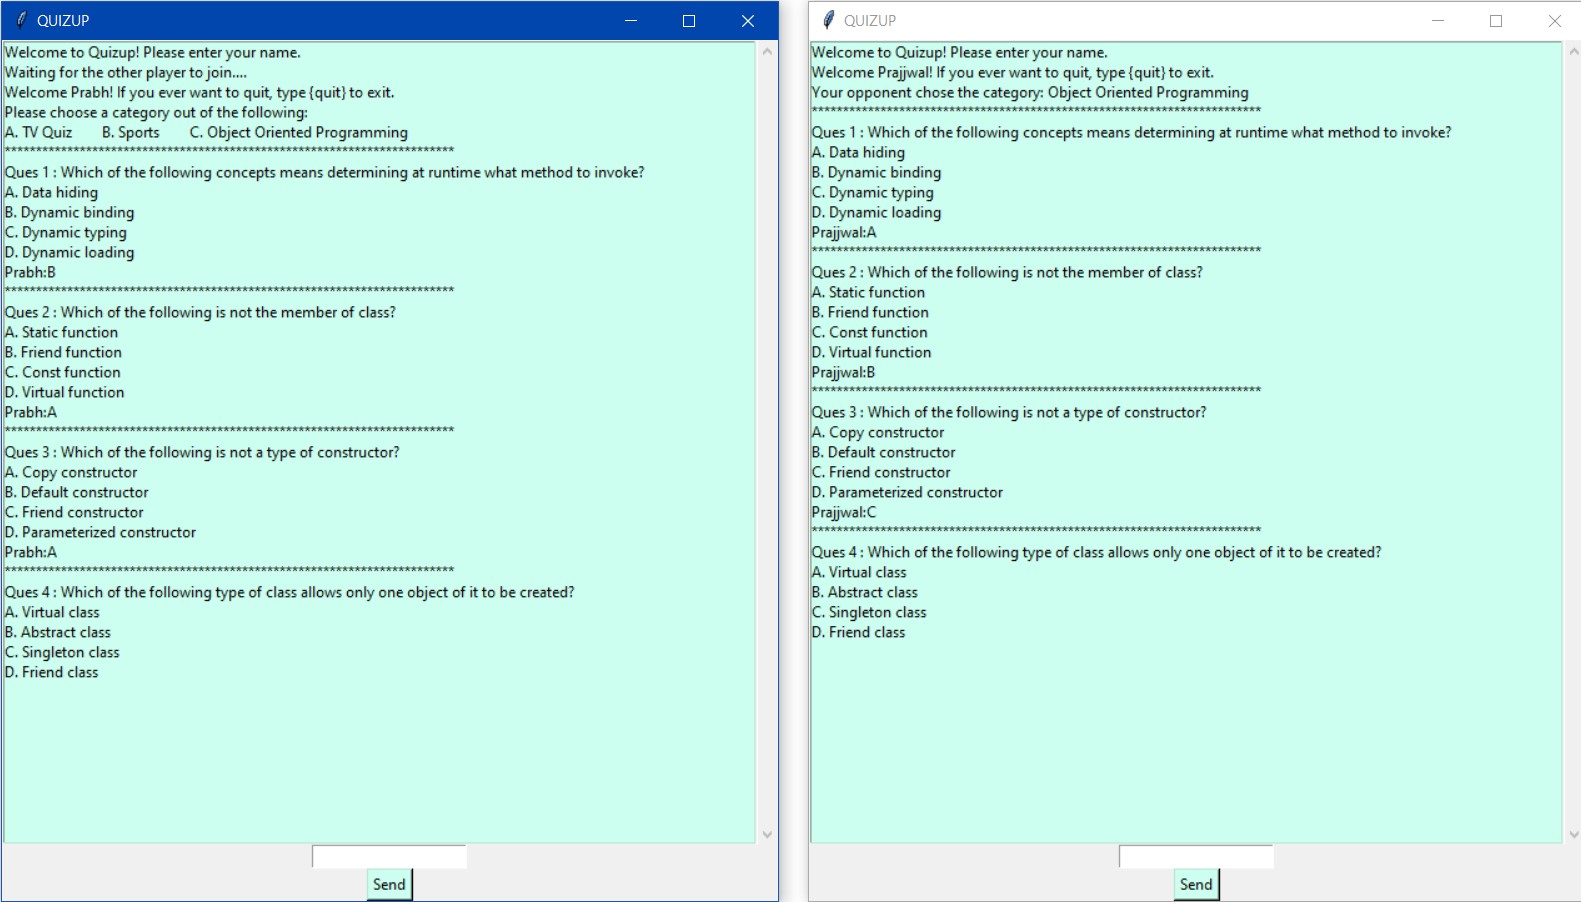 QUIZUP
Welcome to Quizup! Please enter your name.
Waiting for the other player to join....
Welcome Prabh! If you ever want to quit, type {quit} to exit.
Please choose a category out of the following:
A. TV Quiz B. Sports C. Object Oriented Programming
************************************************************************
Ques 1 : Which of the following concepts means determining at runtime what method to invoke?
A. Data hiding
B. Dynamic binding
C. Dynamic typing
D. Dynamic loading
Prabh:B
************************************************************************
Ques 2 : Which of the following is not the member of class?
A. Static function
B. Friend function
C. Const function
D. Virtual function
Prabh:A
************************************************************************
Ques 3 : Which of the following is not a type of constructor?
A. Copy constructor
B. Default constructor
C. Friend constructor
D. Parameterized constructor
Prabh:A
************************************************************************
Ques 4 : Which of the following type of class allows only one object of it to be created?
A. Virtual class
B. Abstract class
C. Singleton class
D. Friend class
Send
QUIZUP
Welcome to Quizup! Please enter your name.
Welcome Prajjwal! If you ever want to quit, type {quit} to exit.
Your opponent chose the category: Object Oriented Programming
************************************************************************
Ques 1 : Which of the following concepts means determining at runtime what method to invoke?
A. Data hiding
B. Dynamic binding
C. Dynamic typing
D. Dynamic loading
Prajjwal:A
************************************************************************
Ques 2 : Which of the following is not the member of class?
A. Static function
B. Friend function
C. Const function
D. Virtual function
Prajjwal:B
************************************************************************
Ques 3 : Which of the following is not a type of constructor?
A. Copy constructor
B. Default constructor
C. Friend constructor
D. Parameterized constructor
Prajjwal:C
************************************************************************
Ques 4 : Which of the following type of class allows only one object of it to be created?
A. Virtual class
B. Abstract class
C. Singleton class
D. Friend class
Send